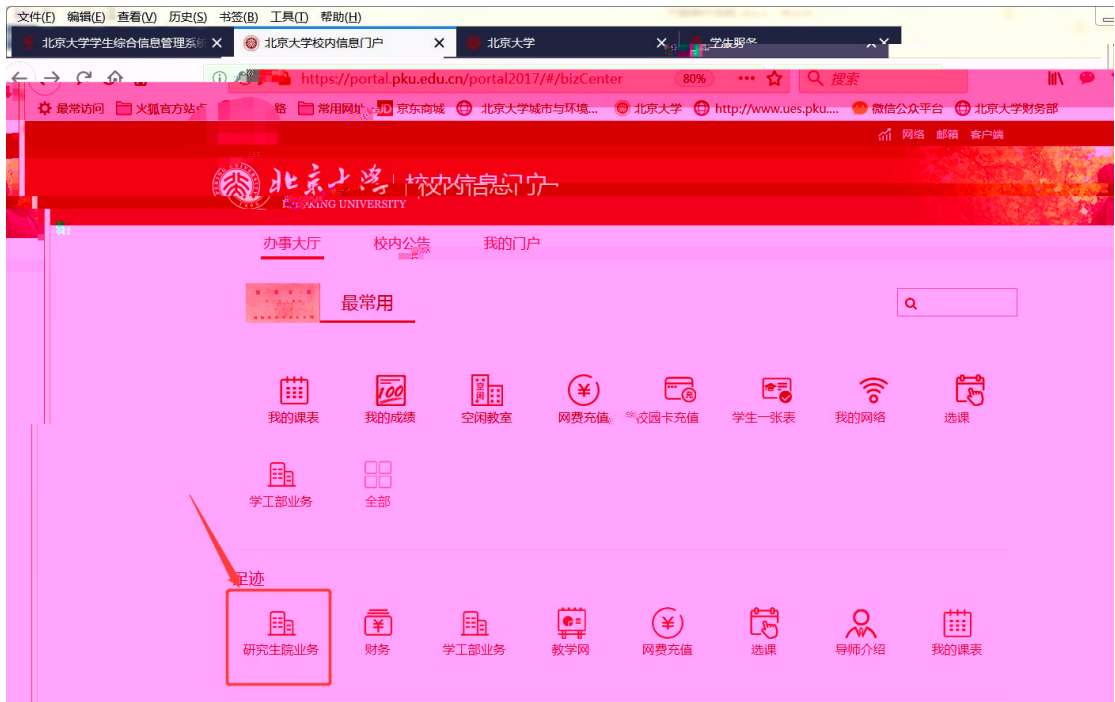 文件(F) 编辑(E) 查看(V) 历史(S) 书签(B) 工具(T) 帮助(H)
北京大学学生综合信息管理系统 北京大学校内信息门户 北京大学
https://portal.pku.edu.cn/portal2017/#/bizCenter 80% 搜索
最常访问 火狐官方站点 常用网址 JD 京东商城 北京大学城市与环境... 北京大学 http://www.ues.pku.... 微信公众平台 北京大学财务部
网络 邮箱 客户端
北京大学 校内信息门户
PEKING UNIVERSITY
办事大厅 校内公告 我的门户
最常用
我的课表 我的成绩 空闲教室 网费充值 校园卡充值 学生一张表 我的网络 选课
学工部业务 全部
足迹
研究生院业务 财务 学工部业务 教学网 网费充值 选课 导师介绍 我的课表